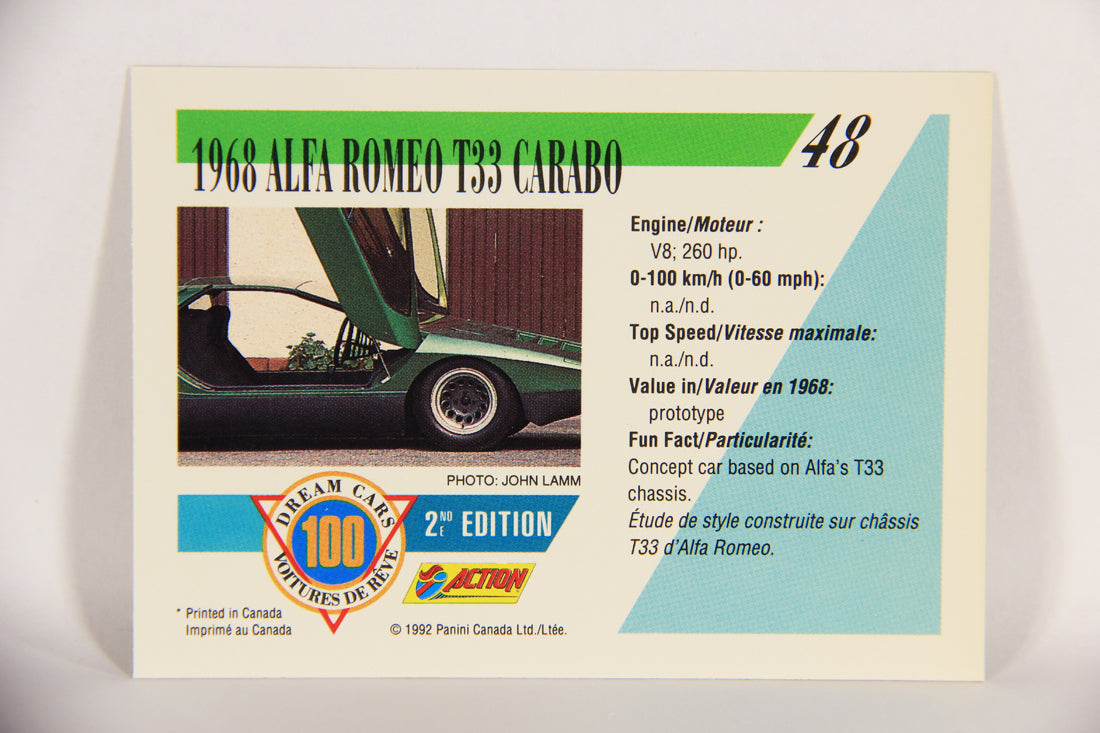 1968 ALFA ROMEO T33 CARABO
48
Engine/Moteur :
V8; 260 hp.
0-100 km/h (0-60 mph):
n.a./n.d.
Top Speed/Vitesse maximale:
n.a./n.d.
Value in/Valeur en 1968:
prototype
Fun Fact/Particularité:
Concept car based on Alfa's T33
chassis.
Étude de style construite sur châssis
T33 d'Alfa Romeo.
PHOTO: JOHN LAMM
DREAM CARS
100
VOITURES DE RÊVE
2ND E EDITION
ACTION
* Printed in Canada
Imprimé au Canada
© 1992 Panini Canada Ltd./Ltée.